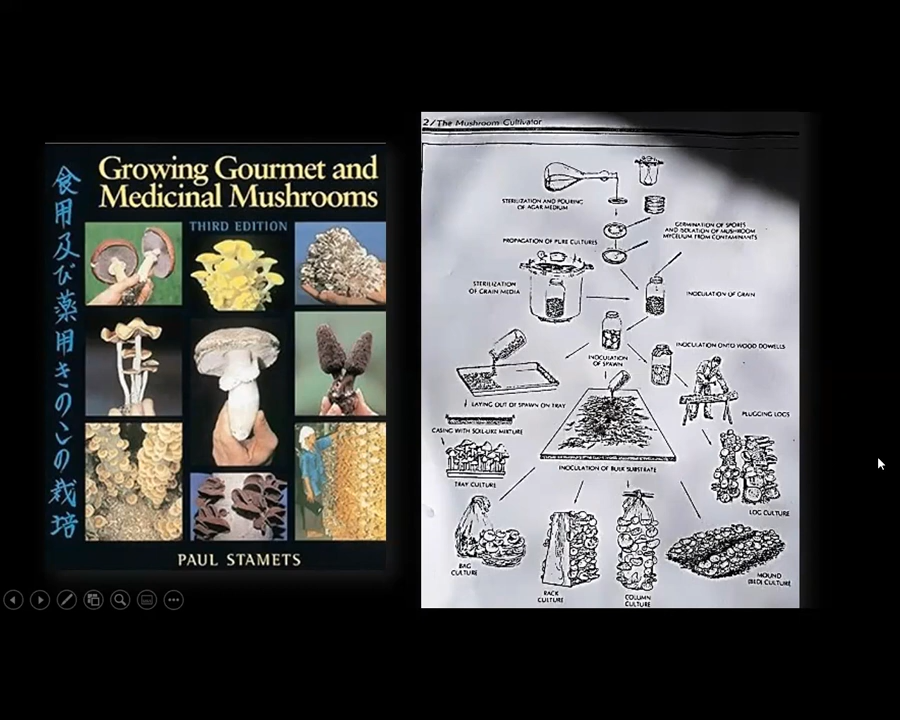 Growing Gourmet and
Medicinal Mushrooms
THIRD EDITION
食用及び薬用きのこの栽培
PAUL STAMETS
2/The Mushroom Cultivator
STERILIZATION AND POURING
OF AGAR MEDIUM
GERMINATION OF SPORES
AND ISOLATION OF MUSHROOM
MYCELIUM FROM CONTAMINANTS
PROPAGATION OF PURE CULTURES
STERILIZATION
OF GRAIN MEDIA
INOCULATION OF GRAIN
INOCULATION
OF SPAWN
INOCULATION ONTO WOOD DOWELLS
LAYING OUT OF SPAWN ON TRAY
PLUGGING LOGS
CASING WITH SOIL-LIKE MIXTURE
INOCULATION OF BULK SUBSTRATE
TRAY CULTURE
LOG CULTURE
BAG
CULTURE
RACK
CULTURE
COLUMN
CULTURE
MOUND
(BED) CULTURE